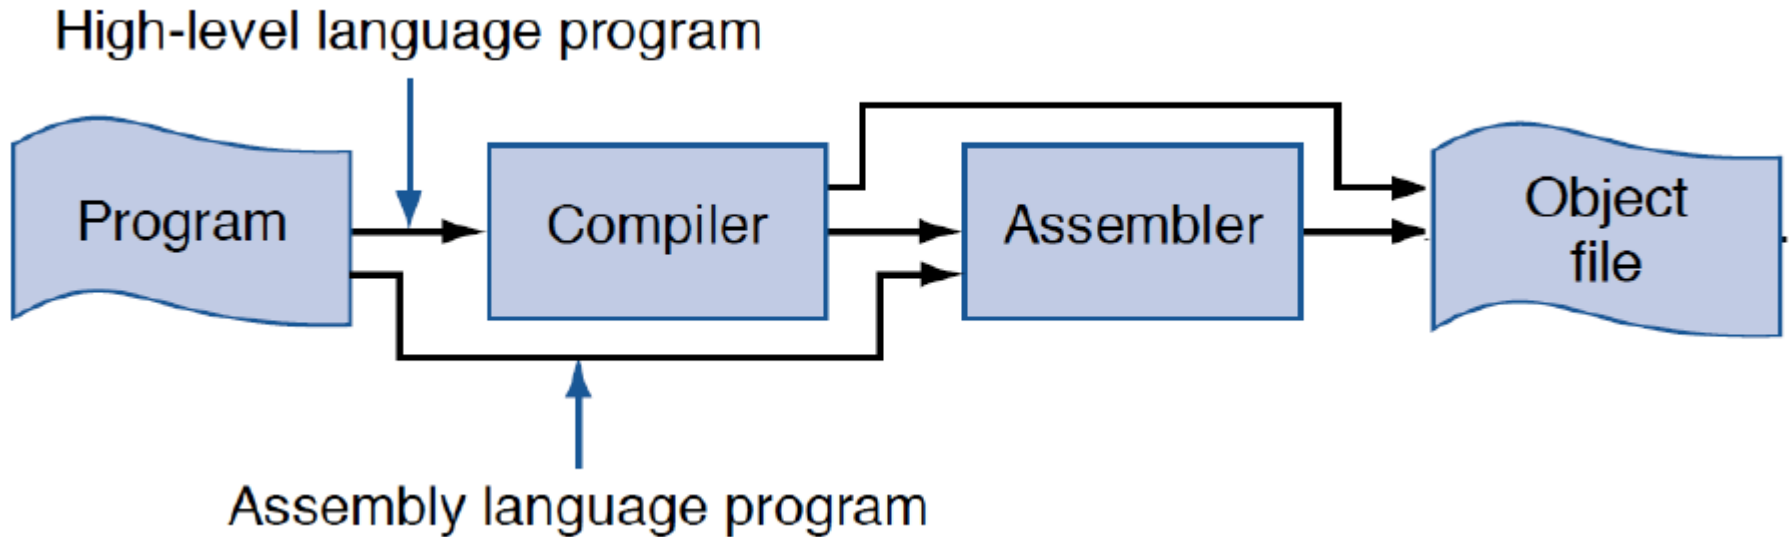 High-level language program
Program
Compiler
Assembler
Object
file
Assembly language program